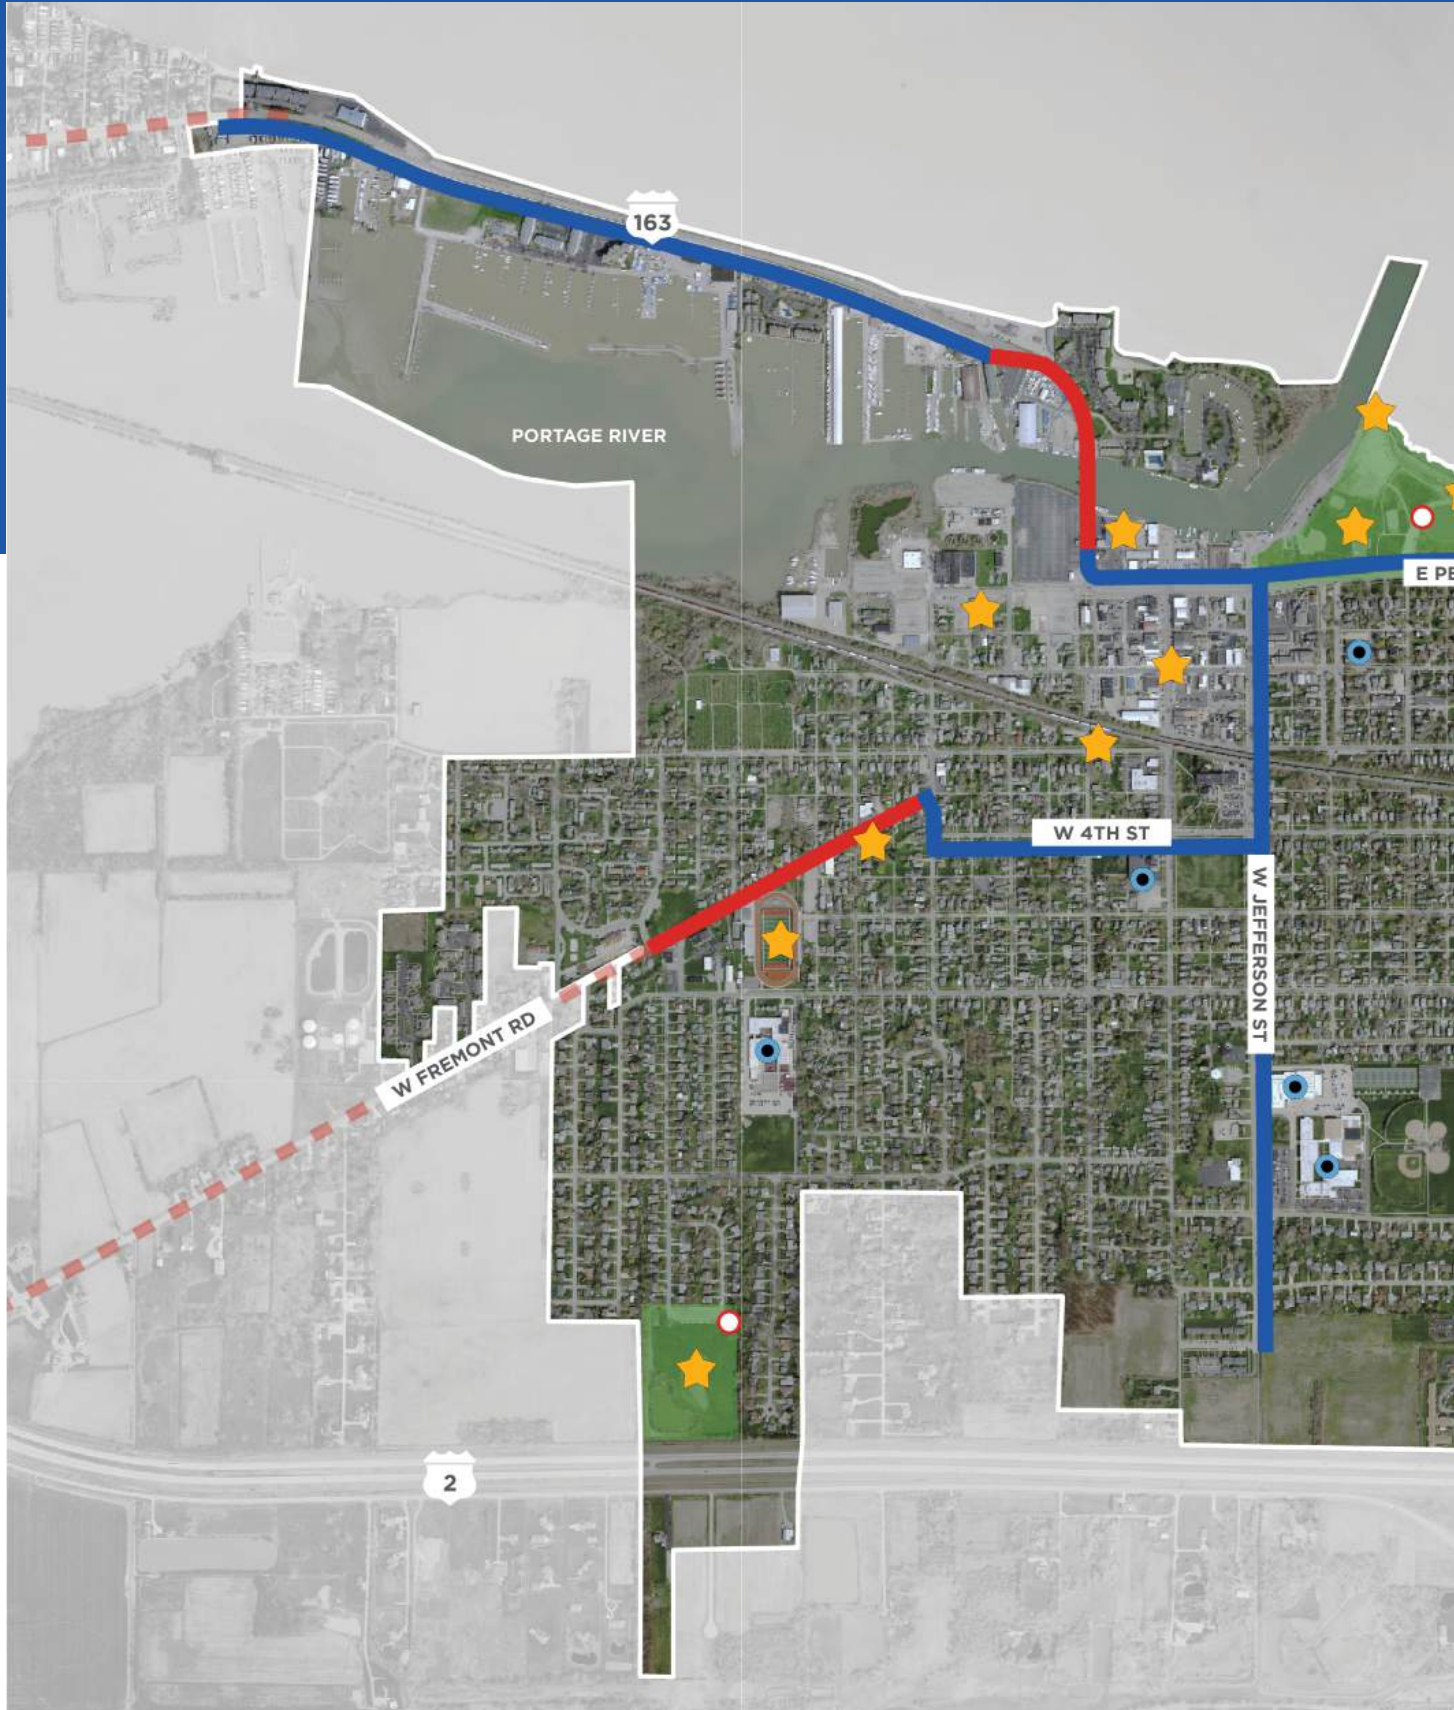 163
PORTAGE RIVER
E PE
W 4TH ST
W JEFFERSON ST
W FREMONT RD
2